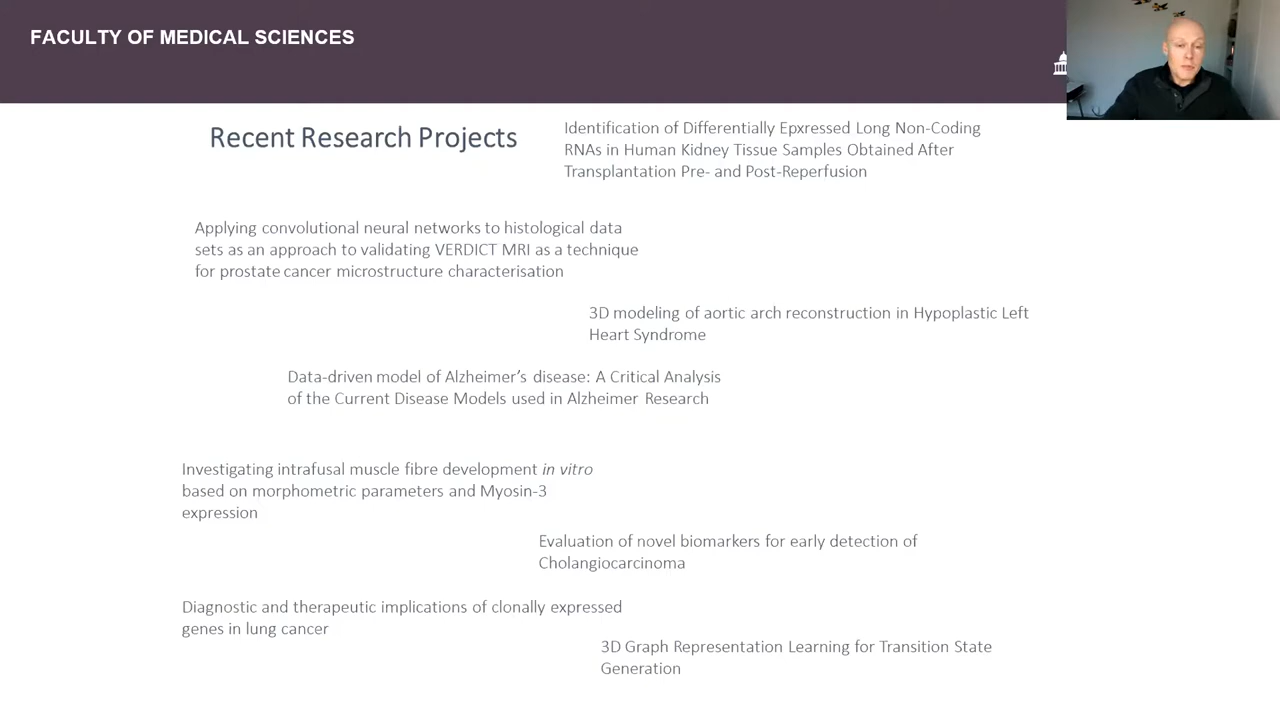 FACULTY OF MEDICAL SCIENCES
Recent Research Projects
Identification of Differentially Epxressed Long Non-Coding
RNAs in Human Kidney Tissue Samples Obtained After
Transplantation Pre- and Post-Reperfusion
Applying convolutional neural networks to histological data
sets as an approach to validating VERDICT MRI as a technique
for prostate cancer microstructure characterisation
3D modeling of aortic arch reconstruction in Hypoplastic Left
Heart Syndrome
Data-driven model of Alzheimer’s disease: A Critical Analysis
of the Current Disease Models used in Alzheimer Research
Investigating intrafusal muscle fibre development in vitro
based on morphometric parameters and Myosin-3
expression
Evaluation of novel biomarkers for early detection of
Cholangiocarcinoma
Diagnostic and therapeutic implications of clonally expressed
genes in lung cancer
3D Graph Representation Learning for Transition State
Generation